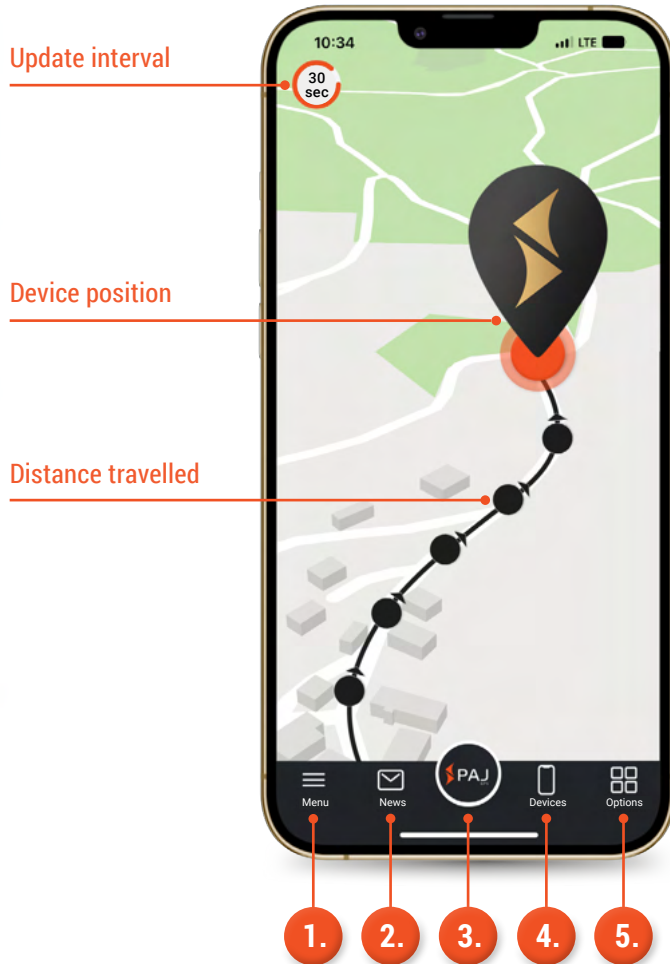 10:34
LTE
Update interval
30
sec
Device position
Distance travelled
PAJ
Menu
News
Devices
Options
1.
2.
3.
4.
5.